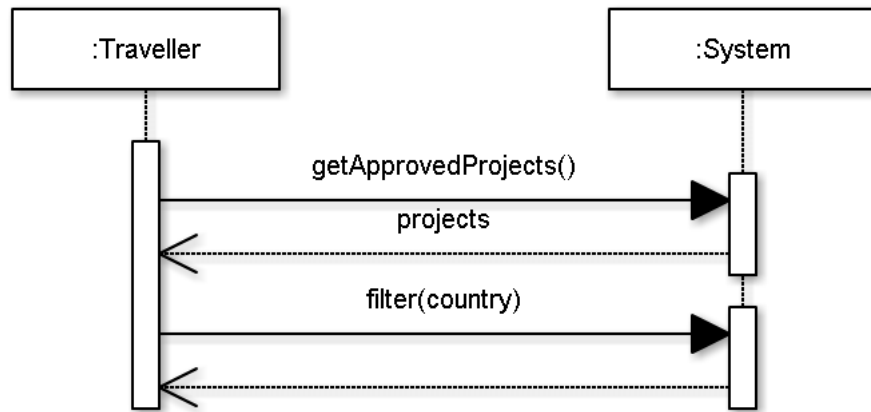 :Traveller
:System
getApprovedProjects()
projects
filter(country)